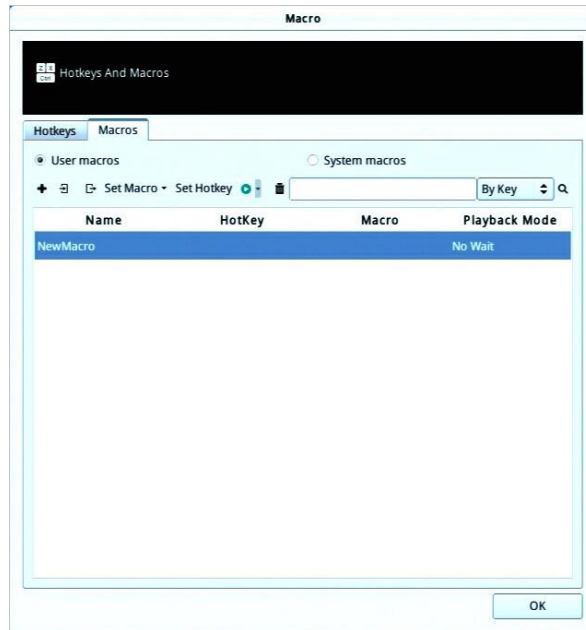 Macro
Z X
Ctrl
Hotkeys And Macros
Hotkeys Macros
User macros System macros
Set Macro Set Hotkey By Key
Name HotKey Macro Playback Mode
NewMacro No Wait
OK